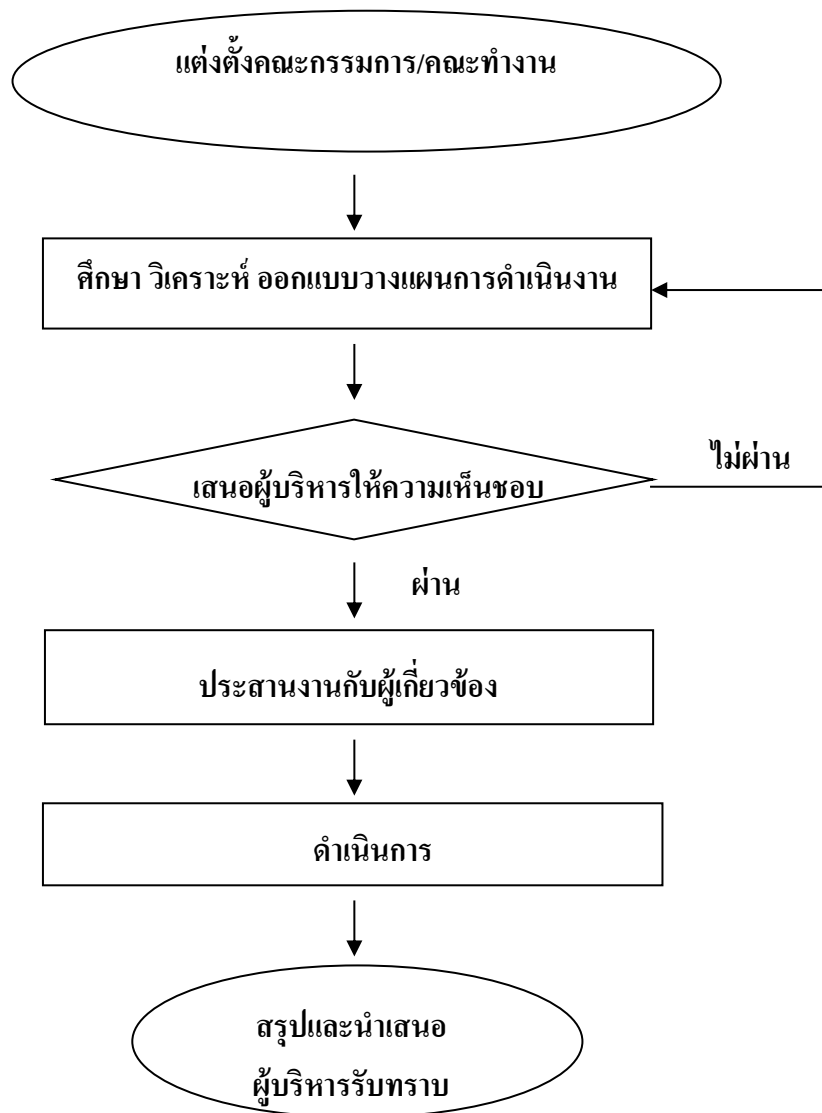 แต่งตั้งคณะกรรมการ/คณะทำงาน
ศึกษา วิเคราะห์ ออกแบบวางแผนการดำเนินงาน
เสนอผู้บริหารให้ความเห็นชอบ
ไม่ผ่าน
ผ่าน
ประสานงานกับผู้เกี่ยวข้อง
ดำเนินการ
สรุปและนำเสนอ
ผู้บริหารรับทราบ